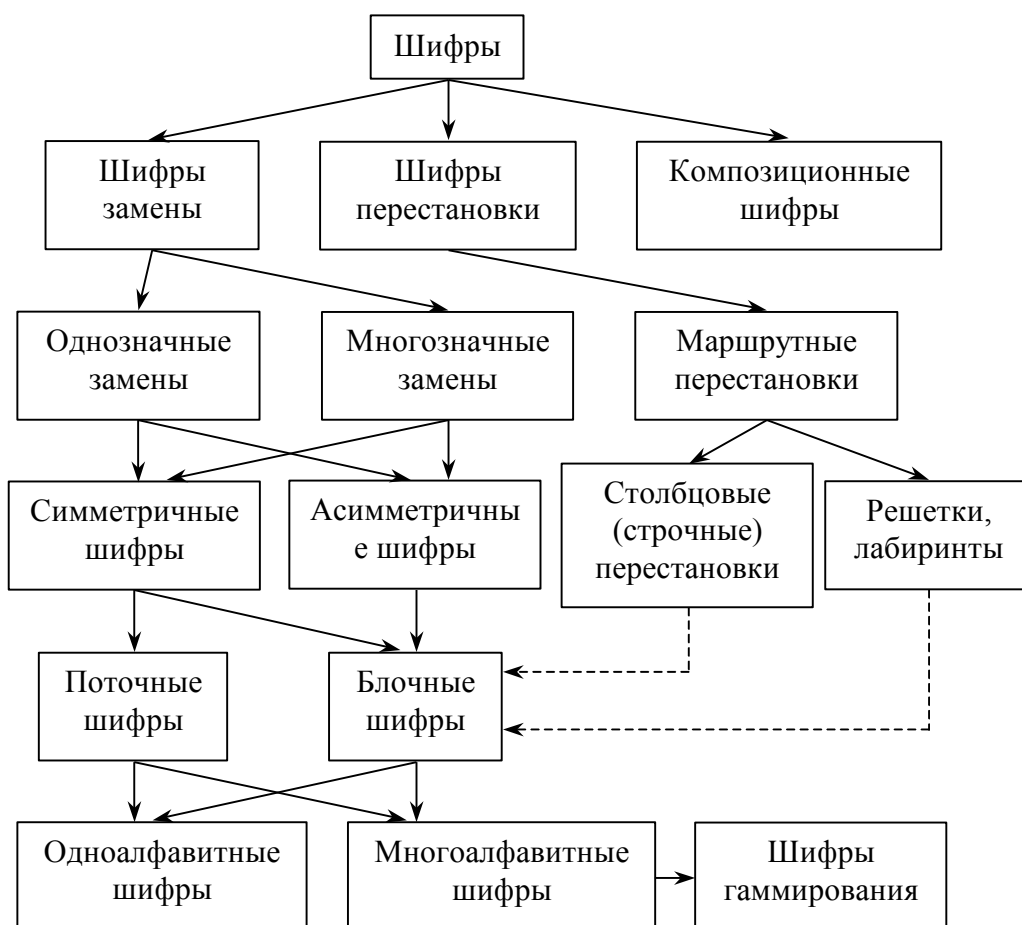 Шифры
Шифры
замены
Шифры
перестановки
Композиционные
шифры
Однозначные
замены
Многозначные
замены
Маршрутные
перестановки
Симметричные
шифры
Асимметричны
е шифры
Столбцовые
(строчные)
перестановки
Решетки,
лабиринты
Поточные
шифры
Блочные
шифры
Одноалфавитные
шифры
Многоалфавитные
шифры
Шифры
гаммирования